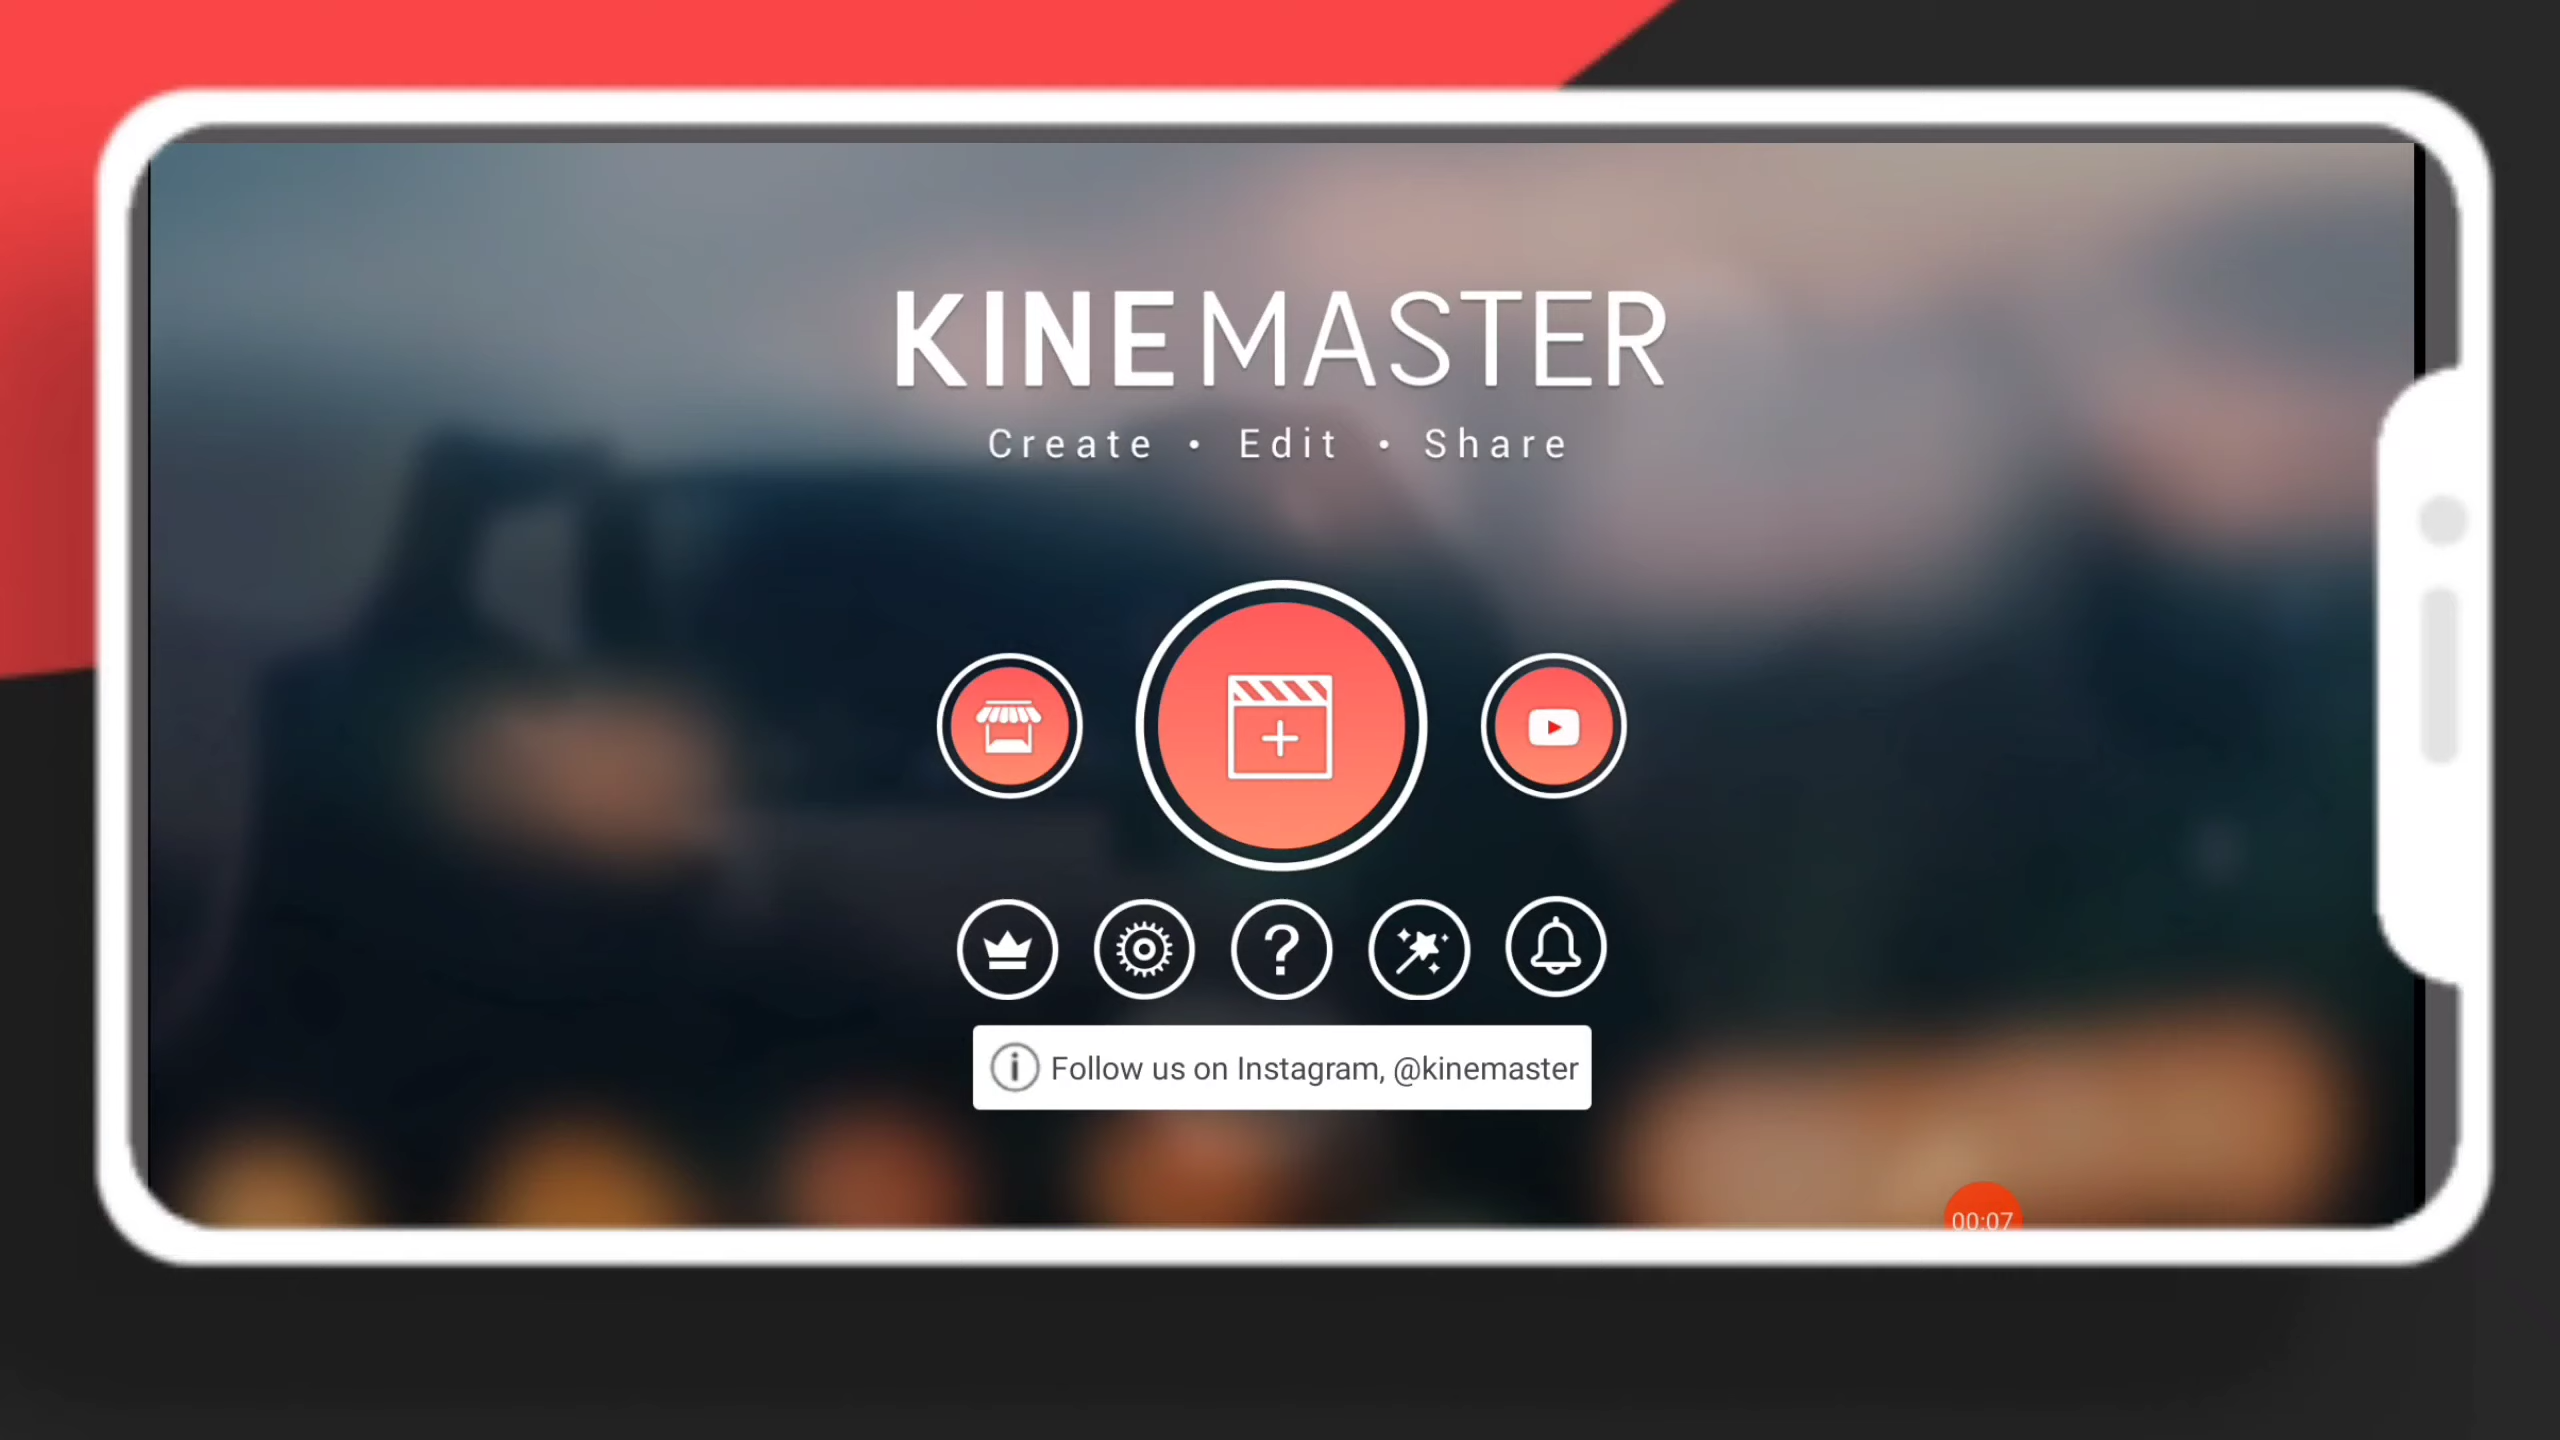 KINEMASTER
Create • Edit • Share
Follow us on Instagram, @kinemaster
00:07